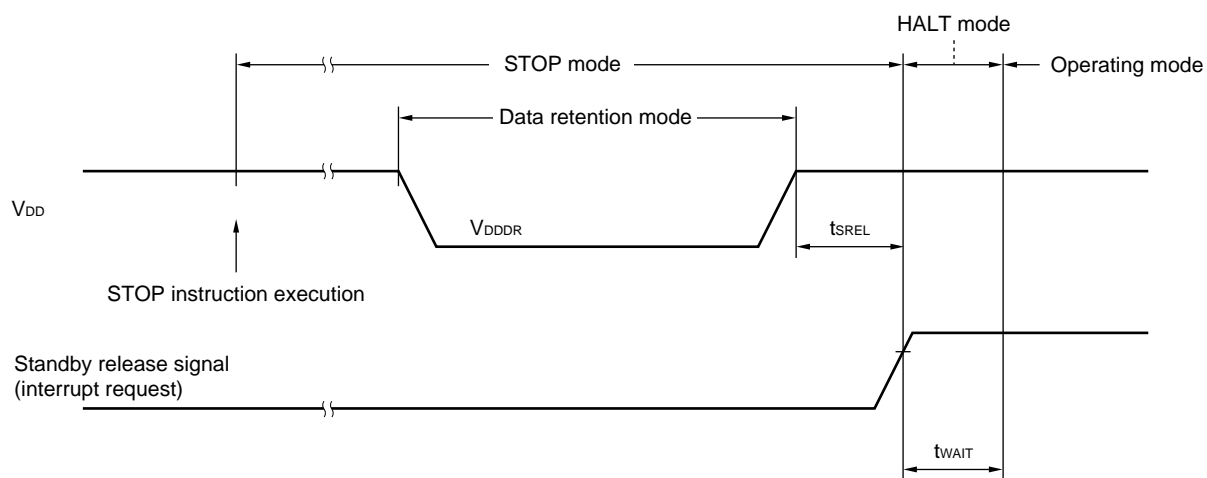 HALT mode
STOP mode
Operating mode
Data retention mode
VDD
VDDDR
tSREL
STOP instruction execution
Standby release signal
(interrupt request)
tWAIT